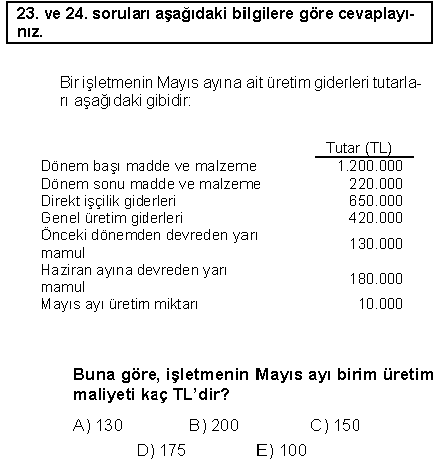 23. ve 24. soruları aşağıdaki bilgilere göre cevaplayı-
nız.
Bir işletmenin Mayıs ayına ait üretim giderleri tutarla-
rı aşağıdaki gibidir:
Tutar (TL)
Dönem başı madde ve malzeme 1.200.000
Dönem sonu madde ve malzeme 220.000
Direkt işçilik giderleri 650.000
Genel üretim giderleri 420.000
Önceki dönemden devreden yarı
mamul 130.000
Haziran ayına devreden yarı
mamul 180.000
Mayıs ayı üretim miktarı 10.000
Buna göre, işletmenin Mayıs ayı birim üretim
maliyeti kaç TL'dir?
A) 130 B) 200 C) 150
D) 175 E) 100